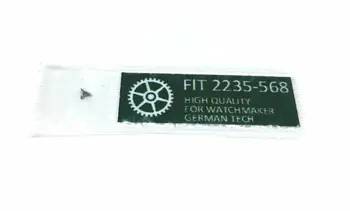 FIT 2235-568
HIGH QUALITY
FOR WATCHMAKER
GERMAN TECH